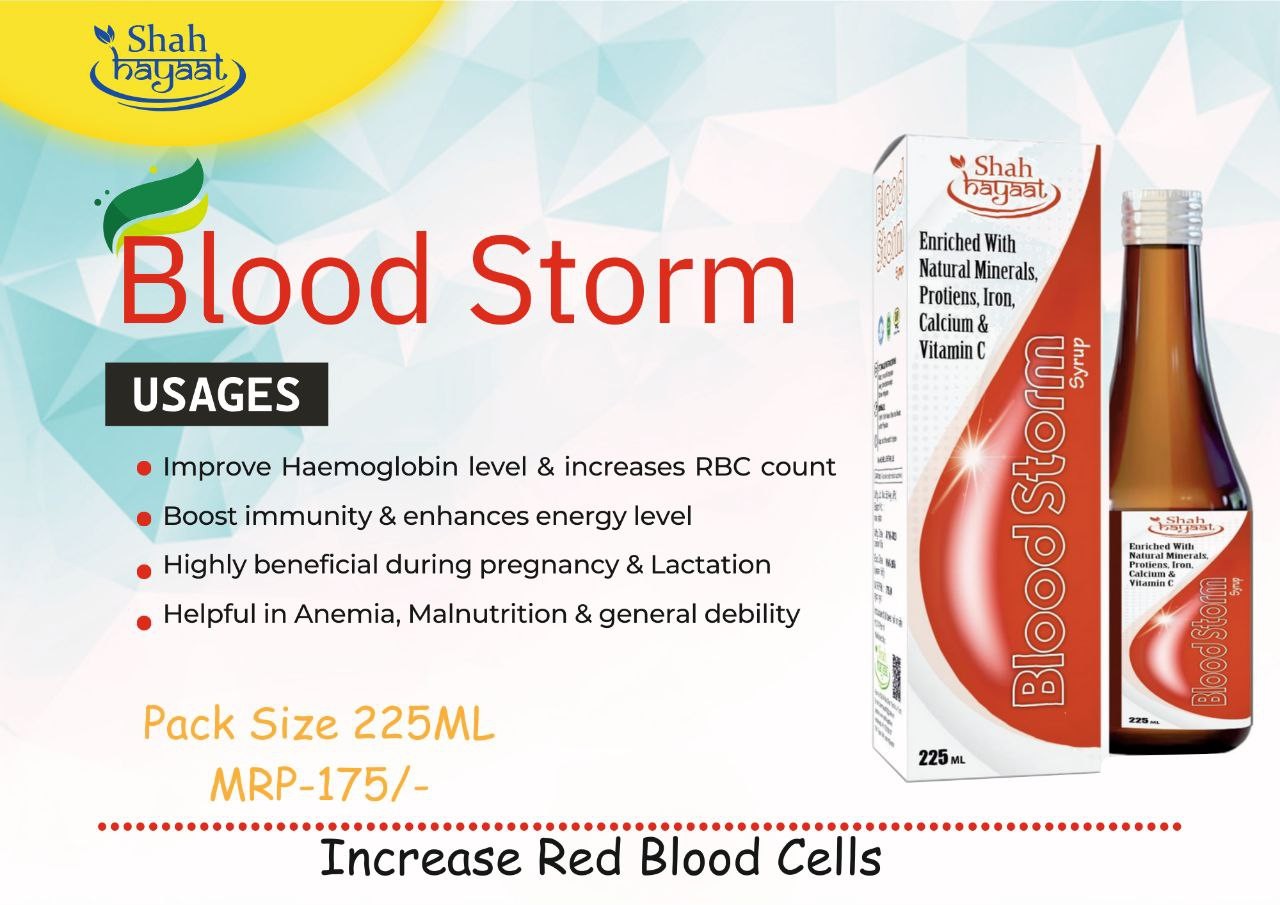 Shah
hayaat
Blood Storm
USAGES
Improve Haemoglobin level & increases RBC count
Boost immunity & enhances energy level
Highly beneficial during pregnancy & Lactation
Helpful in Anemia, Malnutrition & general debility
Pack Size 225ML
MRP-175/-
Increase Red Blood Cells
Blood
Storm
Syrup
Shah
hayaat
Enriched With
Natural Minerals,
Protiens, Iron,
Calcium &
Vitamin C
Blood Storm
Syrup
225 ML
Shah
hayaat
Enriched With
Natural Minerals,
Protiens, Iron,
Calcium &
Vitamin C
Blood Storm
Syrup
225 ML